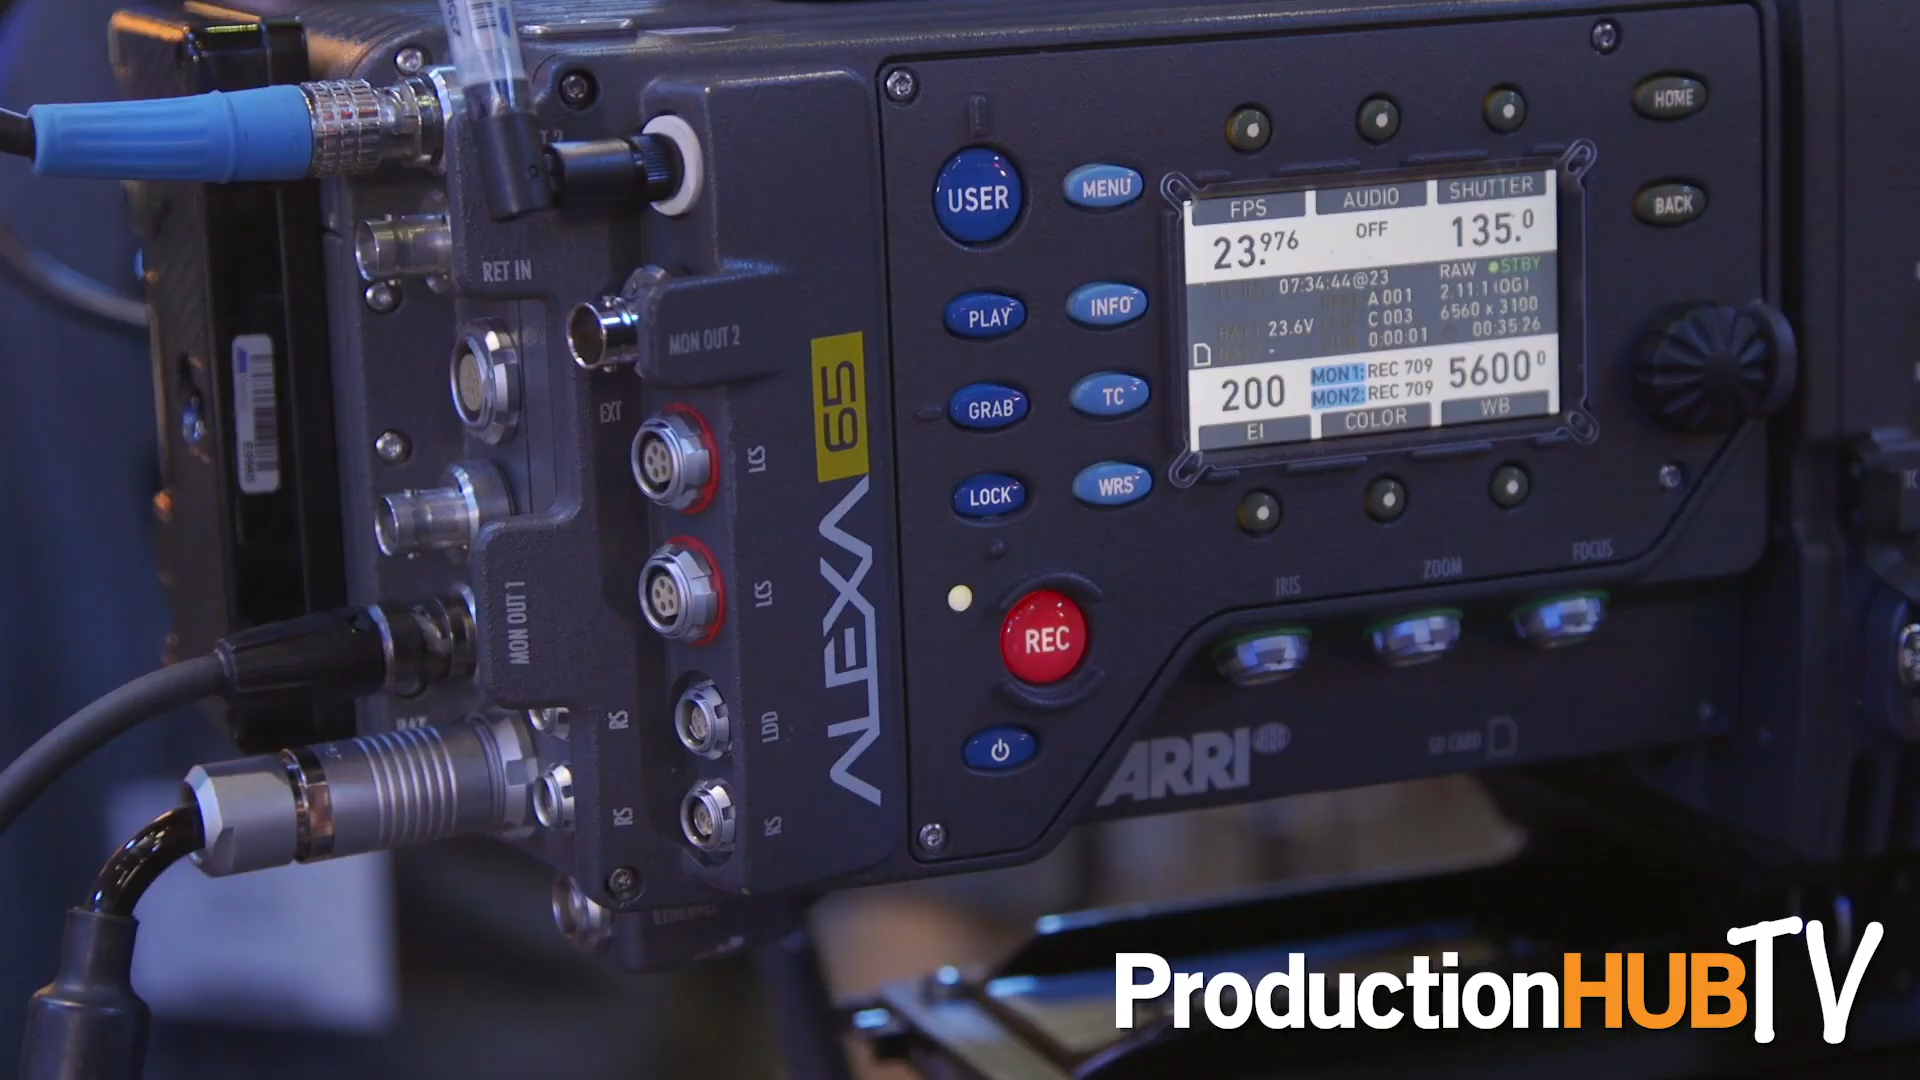 RET IN
MON OUT 2
EXT
LCS
LCS
MON OUT 1
RS
LDD
RS
RS
ALEXA 65
USER
MENU
PLAY
INFO
GRAB
TC
LOCK
WRS
REC
HOME
BACK
FPS AUDIO SHUTTER
23.976 OFF 135.0
07:34:44@23 RAW STBY
A 001 2.11:1 (OG)
23.6V C 003 6560 x 3100
0:00:01 00:35:26
200 MON1: REC 709 5600
MON2: REC 709
EI COLOR WB
IRIS ZOOM FOCUS
ARRI
SD CARD
ProductionHUBTV